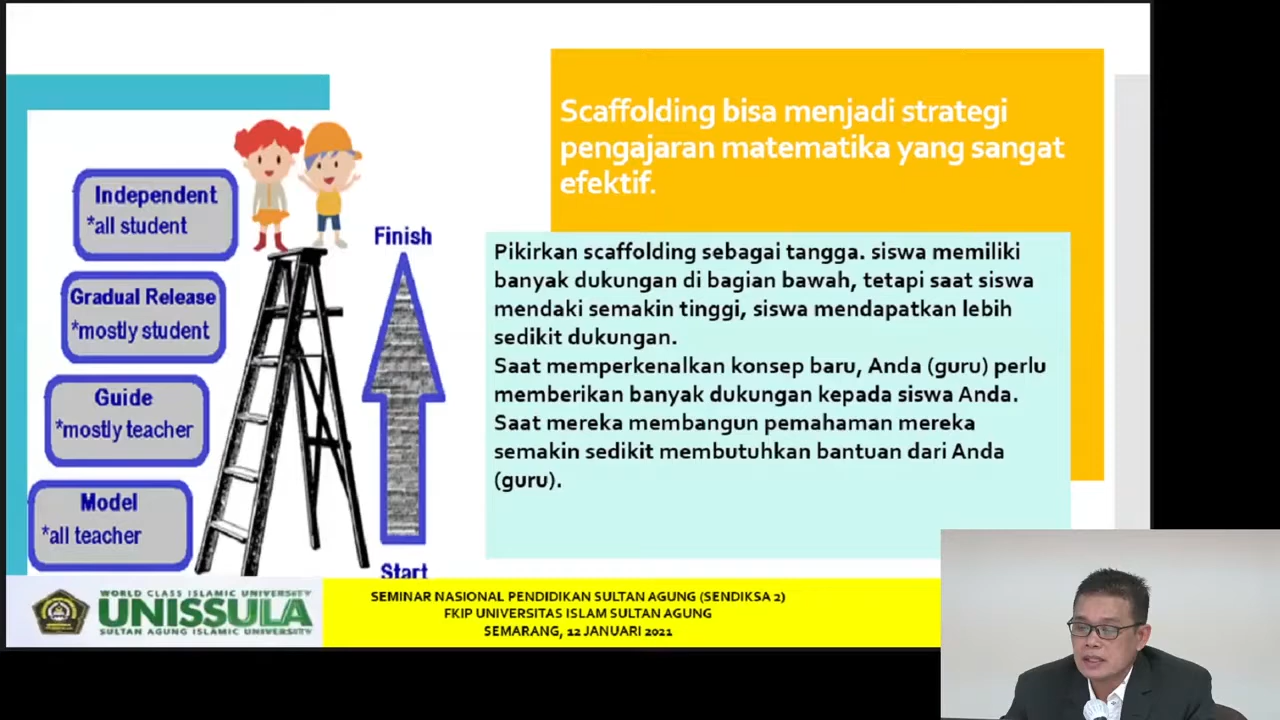 Scaffolding bisa menjadi strategi
pengajaran matematika yang sangat
efektif.
Independent
*all student
Gradual Release
*mostly student
Guide
*mostly teacher
Model
*all teacher
Finish
Start
Pikirkan scaffolding sebagai tangga. siswa memiliki
banyak dukungan di bagian bawah, tetapi saat siswa
mendaki semakin tinggi, siswa mendapatkan lebih
sedikit dukungan.
Saat memperkenalkan konsep baru, Anda (guru) perlu
memberikan banyak dukungan kepada siswa Anda.
Saat mereka membangun pemahaman mereka
semakin sedikit membutuhkan bantuan dari Anda
(guru).
WORLD CLASS ISLAMIC UNIVERSITY
UNISSULA
SULTAN AGUNG ISLAMIC UNIVERSITY
SEMINAR NASIONAL PENDIDIKAN SULTAN AGUNG (SENDIKSA 2)
FKIP UNIVERSITAS ISLAM SULTAN AGUNG
SEMARANG, 12 JANUARI 2021